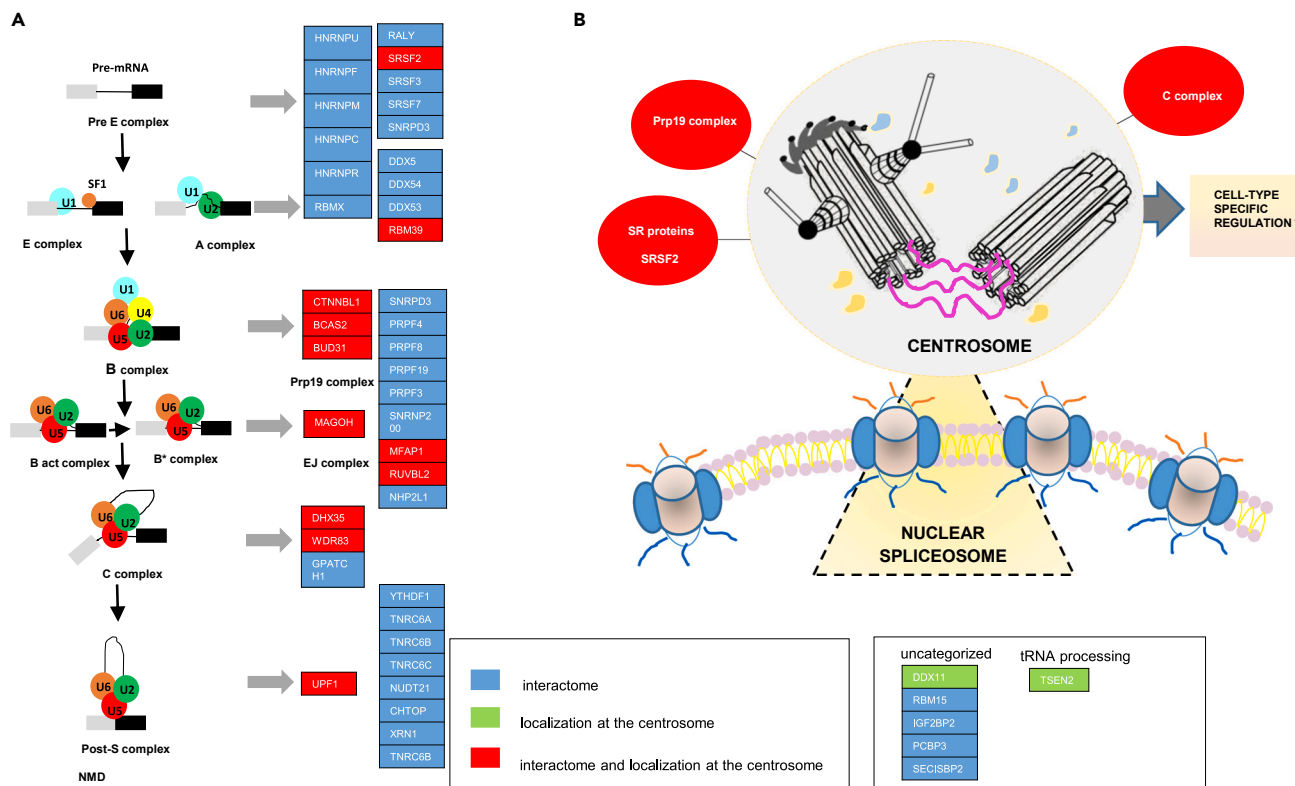 A
Pre-mRNA
Pre E complex
SF1
U1
U1
U2
E complex
A complex
U1
U6
U4
U5
U2
B complex
U6
U2
U5
U6
U2
U5
B act complex
B* complex
U6
U2
U5
C complex
U6
U2
U5
Post-S complex
NMD
HNRNPU
HNRNPF
HNRNPM
HNRNPC
HNRNPR
RBMX
RALY
SRSF2
SRSF3
SRSF7
SNRPD3
DDX5
DDX54
DDX53
RBM39
CTNNBL1
BCAS2
BUD31
Prp19 complex
MAGOH
EJ complex
SNRPD3
PRPF4
PRPF8
PRPF19
PRPF3
SNRNP2
00
MFAP1
RUVBL2
NHP2L1
DHX35
WDR83
GPATC
H1
UPF1
YTHDF1
TNRC6A
TNRC6B
TNRC6C
NUDT21
CHTOP
XRN1
TNRC6B
interactome
localization at the centrosome
interactome and localization at the centrosome
B
Prp19 complex
C complex
SR proteins
SRSF2
CENTROSOME
CELL-TYPE
SPECIFIC
REGULATION
NUCLEAR
SPLICEOSOME
uncategorized
DDX11
RBM15
IGF2BP2
PCBP3
SECISBP2
tRNA processing
TSEN2